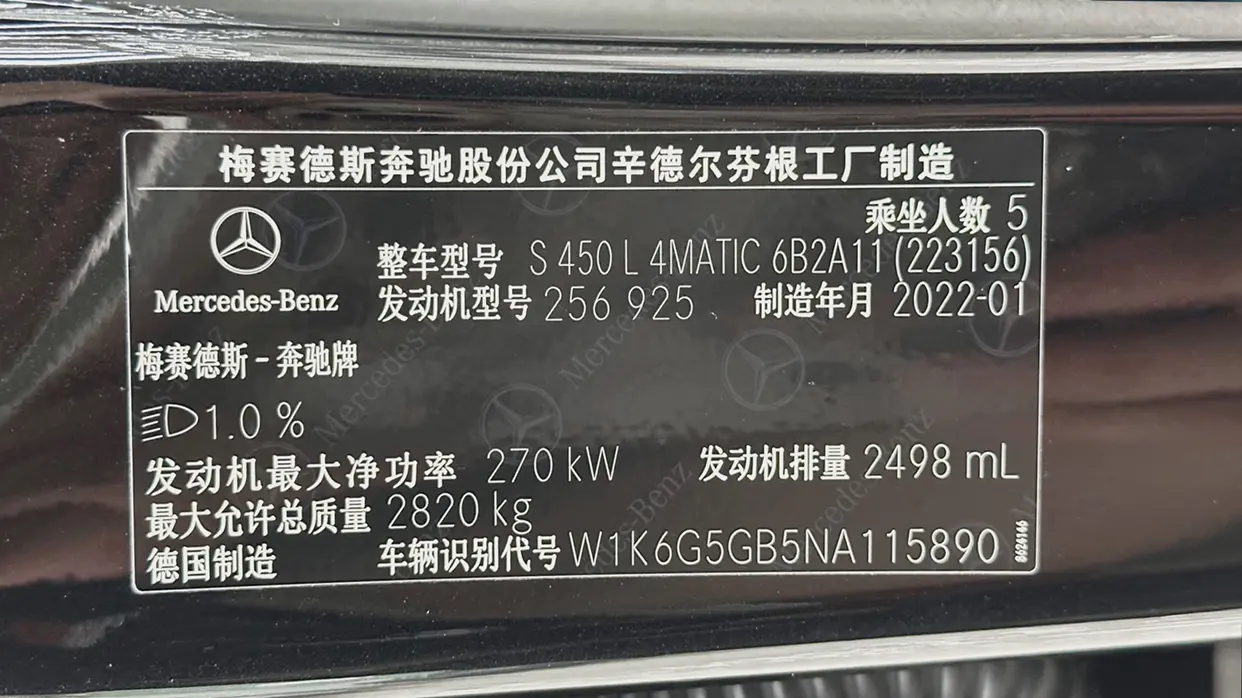 梅赛德斯奔驰股份公司辛德尔芬根工厂制造
乘坐人数 5
整车型号 S 450 L 4MATIC 6B2A11 (223156)
Mercedes-Benz
发动机型号 256 925 制造年月 2022-01
梅赛德斯－奔驰牌
1.0 %
发动机最大净功率 270 kW 发动机排量 2498 mL
最大允许总质量 2820 kg
德国制造 车辆识别代号 W1K6G5GB5NA115890
8624146